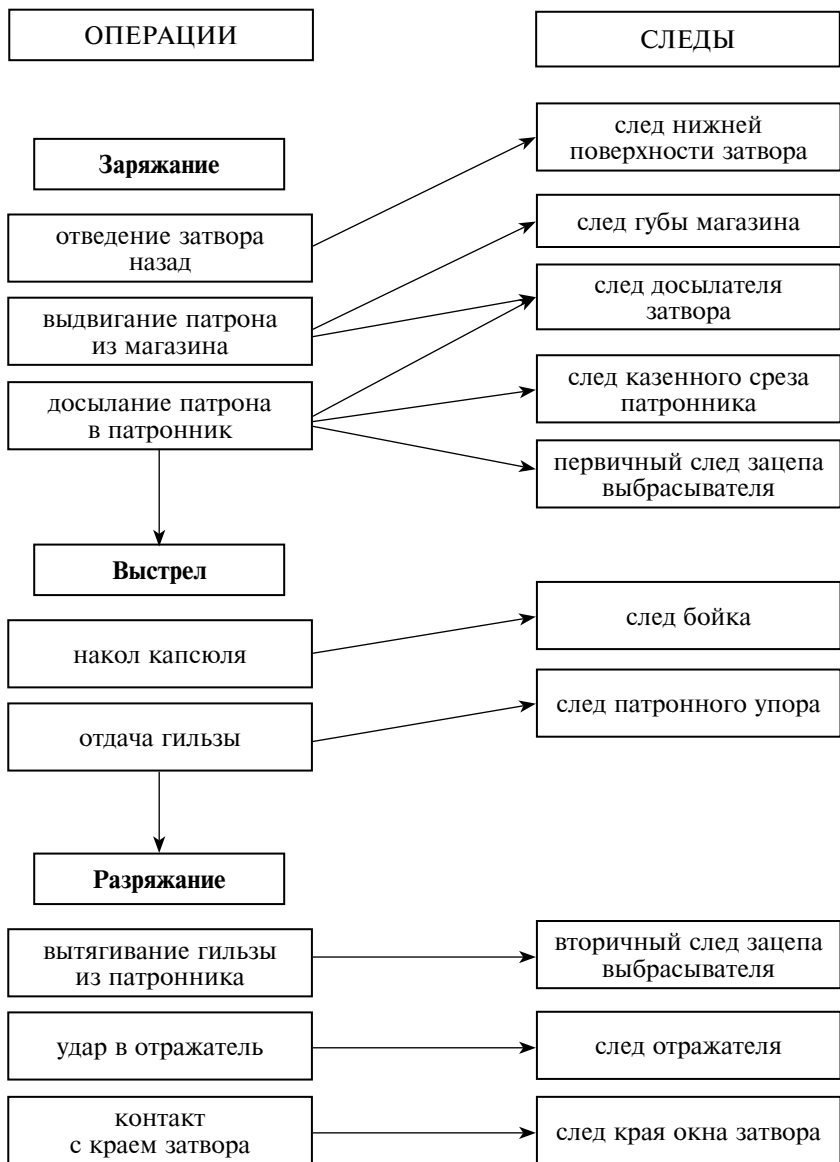 ОПЕРАЦИИ
СЛЕДЫ
Заряжание
след нижней
поверхности затвора
отведение затвора
назад
след губы магазина
выдвигание патрона
из магазина
след досылателя
затвора
досылание патрона
в патронник
след казенного среза
патронника
первичный след зацепа
выбрасывателя
Выстрел
накол капсюля
след бойка
отдача гильзы
след патронного упора
Разряжание
вытягивание гильзы
из патронника
вторичный след зацепа
выбрасывателя
удар в отражатель
след отражателя
контакт
с краем затвора
след края окна затвора